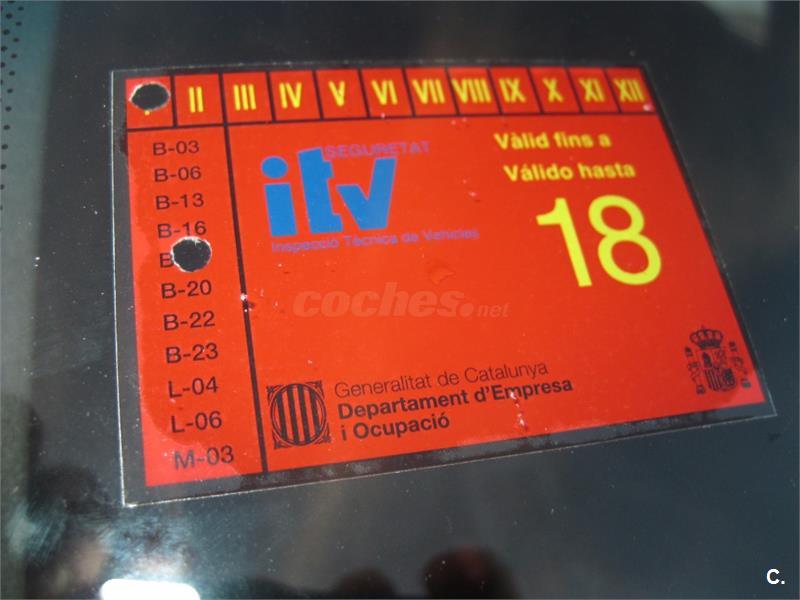 II III IV V VI VII VIII IX X XI XII
B-03
B-06
B-13
B-16
B
B-20
B-22
B-23
L-04
L-06
M-03
SEGURETAT
itv
Inspecció Tècnica de Vehicles
Vàlid fins a
Válido hasta
18
coches.net
Generalitat de Catalunya
Departament d'Empresa
i Ocupació
C.